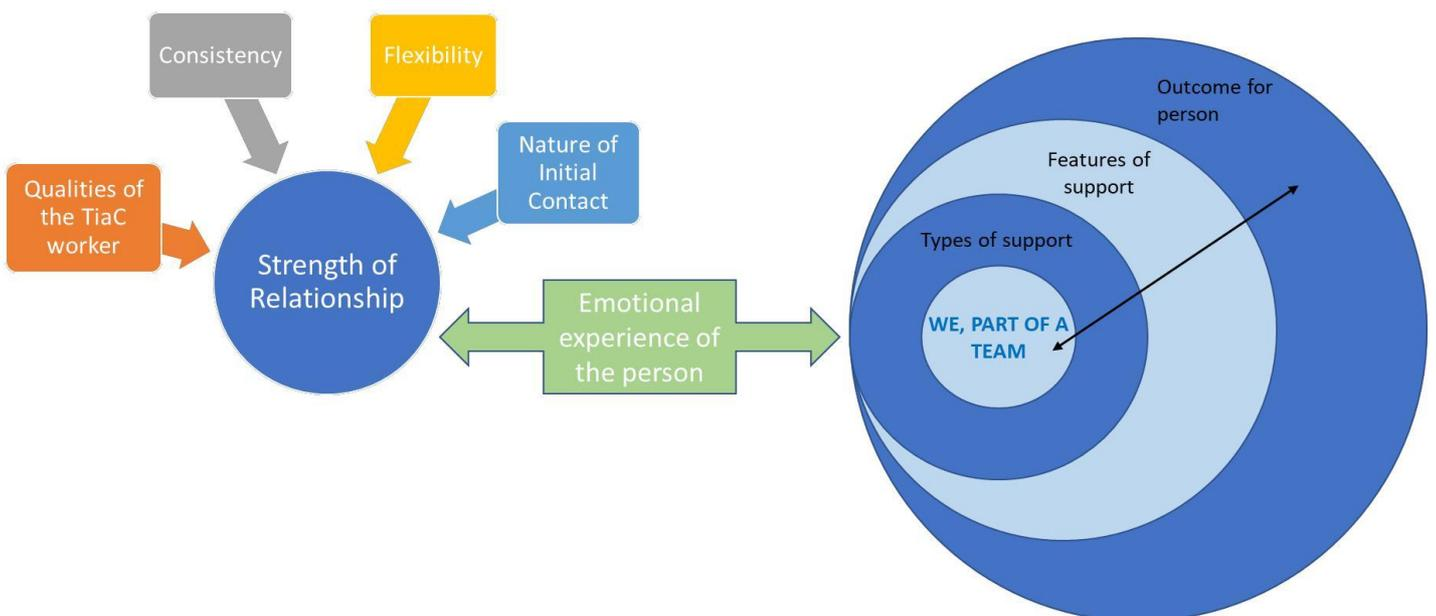 Consistency
Flexibility
Nature of
Initial
Contact
Qualities of
the TiaC
worker
Strength of
Relationship
Emotional
experience of
the person
Outcome for
person
Features of
support
Types of support
WE, PART OF A
TEAM